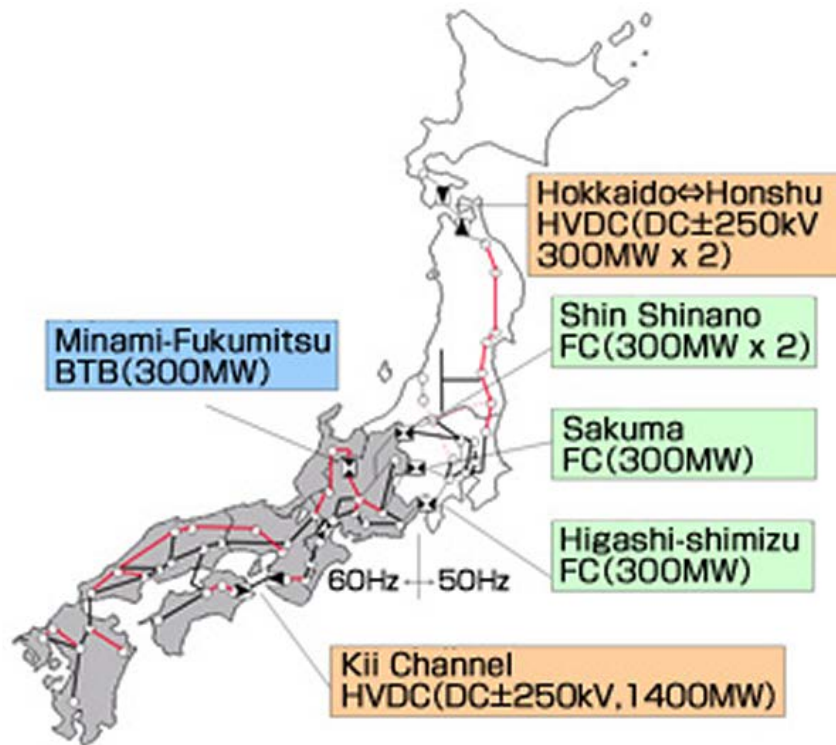 Hokkaido⇔Honshu
HVDC(DC±250kV
300MW x 2)
Shin Shinano
FC(300MW x 2)
Minami-Fukumitsu
BTB(300MW)
Sakuma
FC(300MW)
Higashi-shimizu
FC(300MW)
60Hz ↔ 50Hz
Kii Channel
HVDC(DC±250kV,1400MW)